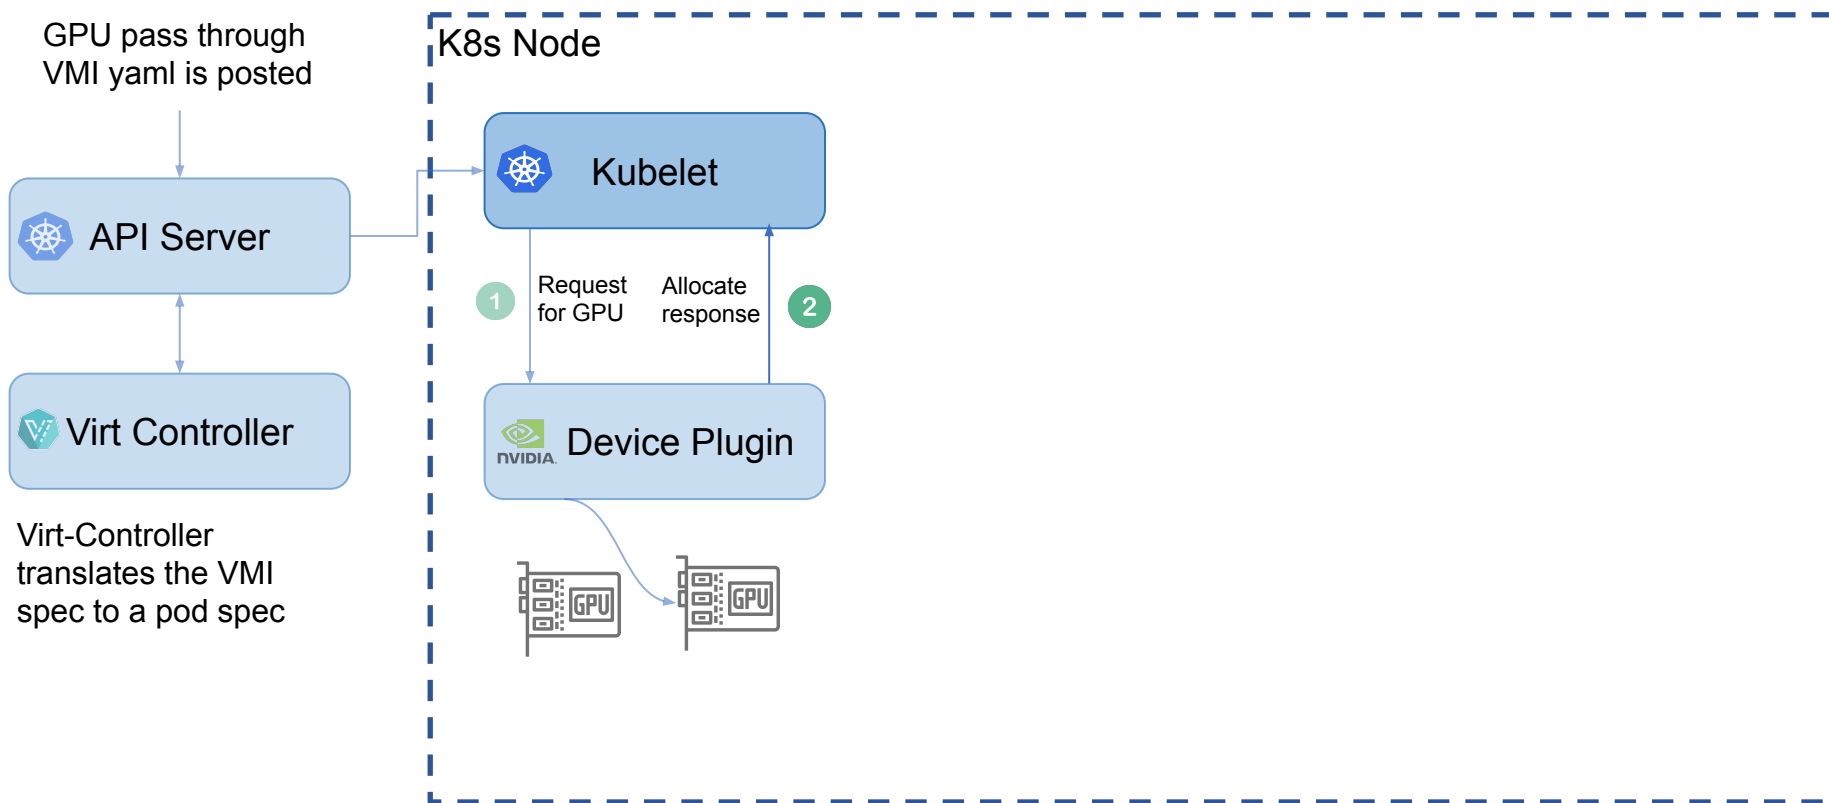 GPU pass through
VMI yaml is posted
K8s Node
Kubelet
API Server
1
Request
for GPU
Allocate
response
2
Virt Controller
NVIDIA.
Device Plugin
Virt-Controller
translates the VMI
spec to a pod spec
GPU
GPU